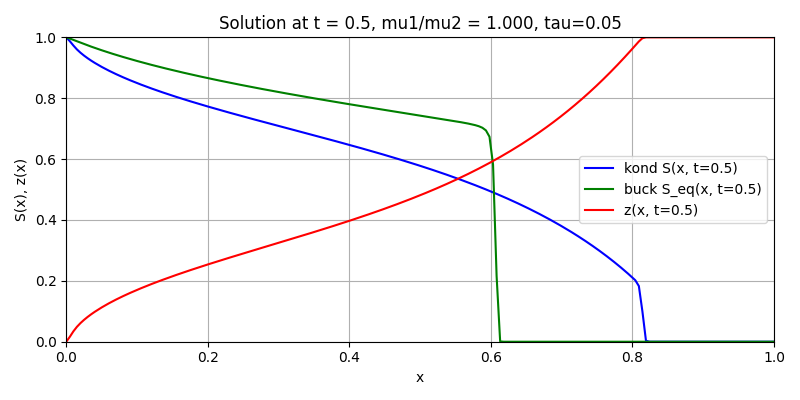 Solution at t = 0.5, mu1/mu2 = 1.000, tau=0.05
S(x), z(x)
1.0
0.8
0.6
0.4
0.2
0.0
kond S(x, t=0.5)
buck S_eq(x, t=0.5)
z(x, t=0.5)
0.0 0.2 0.4 0.6 0.8 1.0
x